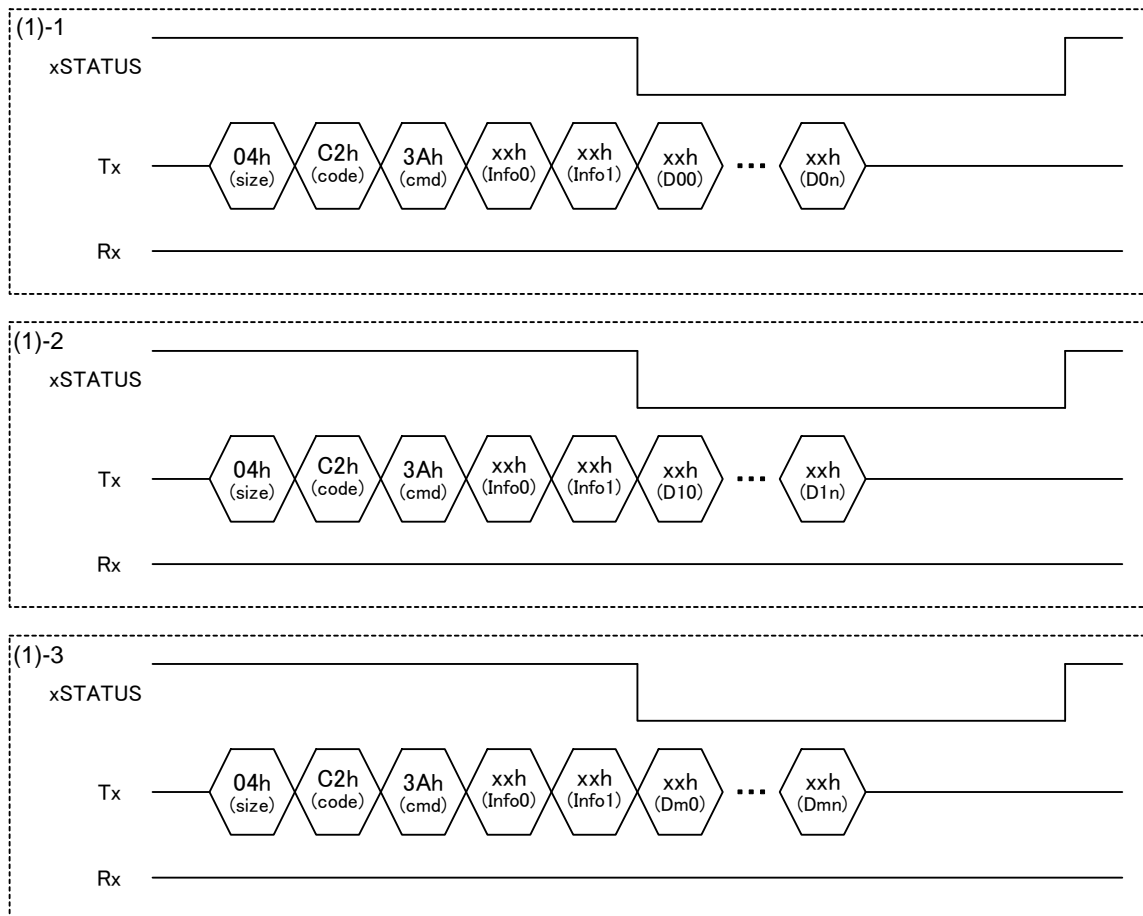 (1)-1
xSTATUS
Tx 04h C2h 3Ah xxh xxh xxh ··· xxh
(size) (code) (cmd) (Info0) (Info1) (D00) (D0n)
Rx
(1)-2
xSTATUS
Tx 04h C2h 3Ah xxh xxh xxh ··· xxh
(size) (code) (cmd) (Info0) (Info1) (D10) (D1n)
Rx
(1)-3
xSTATUS
Tx 04h C2h 3Ah xxh xxh xxh ··· xxh
(size) (code) (cmd) (Info0) (Info1) (Dm0) (Dmn)
Rx